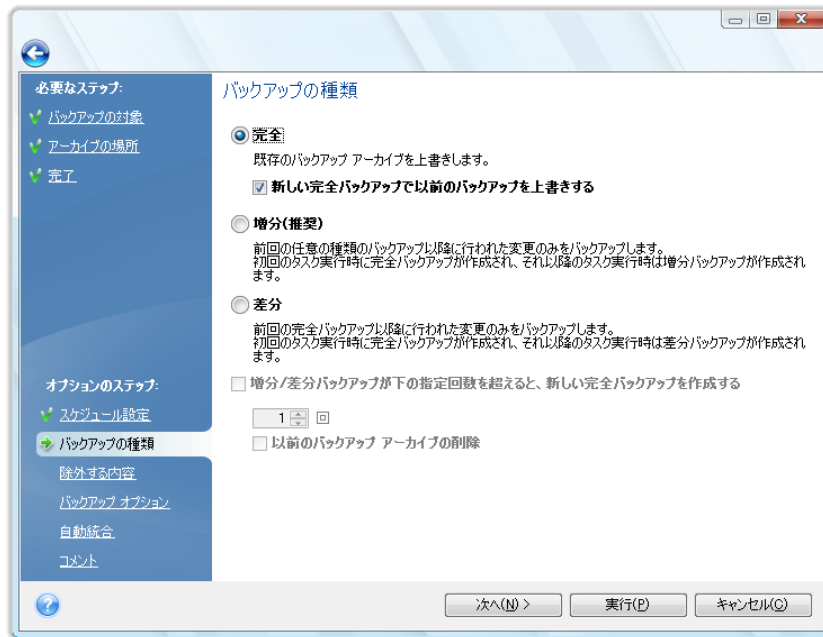 必要なステップ:
バックアップの対象
アーカイブの場所
完了
オプションのステップ:
スケジュール設定
バックアップの種類
除外する内容
バックアップ オプション
自動統合
コメント
バックアップの種類
完全
既存のバックアップ アーカイブを上書きします。
新しい完全バックアップで以前のバックアップを上書きする
増分(推奨)
前回の任意の種類のバックアップ以降に行われた変更のみをバックアップします。
初回のタスク実行時に完全バックアップが作成され、それ以降のタスク実行時は増分バックアップが作成され
ます。
差分
前回の完全バックアップ以降に行われた変更のみをバックアップします。
初回のタスク実行時に完全バックアップが作成され、それ以降のタスク実行時は差分バックアップが作成され
ます。
増分/差分バックアップが下の指定回数を超えると、新しい完全バックアップを作成する
1 回
以前のバックアップ アーカイブの削除
次へ(N) >
実行(P)
キャンセル(C)